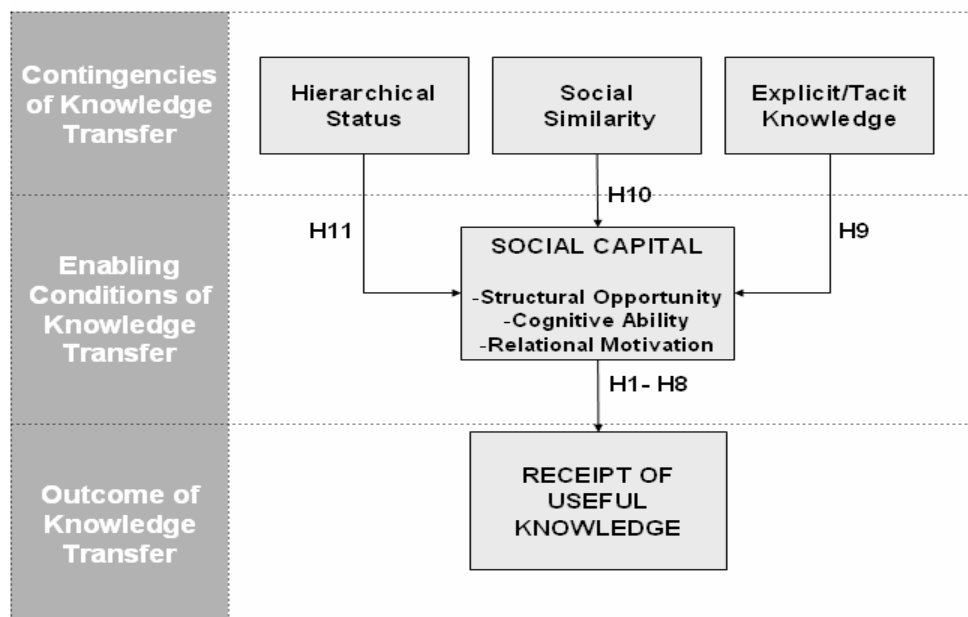 Contingencies
of Knowledge
Transfer
Hierarchical
Status
Social
Similarity
Explicit/Tacit
Knowledge
H10
H11
H9
Enabling
Conditions of
Knowledge
Transfer
SOCIAL CAPITAL
-Structural Opportunity
-Cognitive Ability
-Relational Motivation
H1- H8
Outcome of
Knowledge
Transfer
RECEIPT OF
USEFUL
KNOWLEDGE